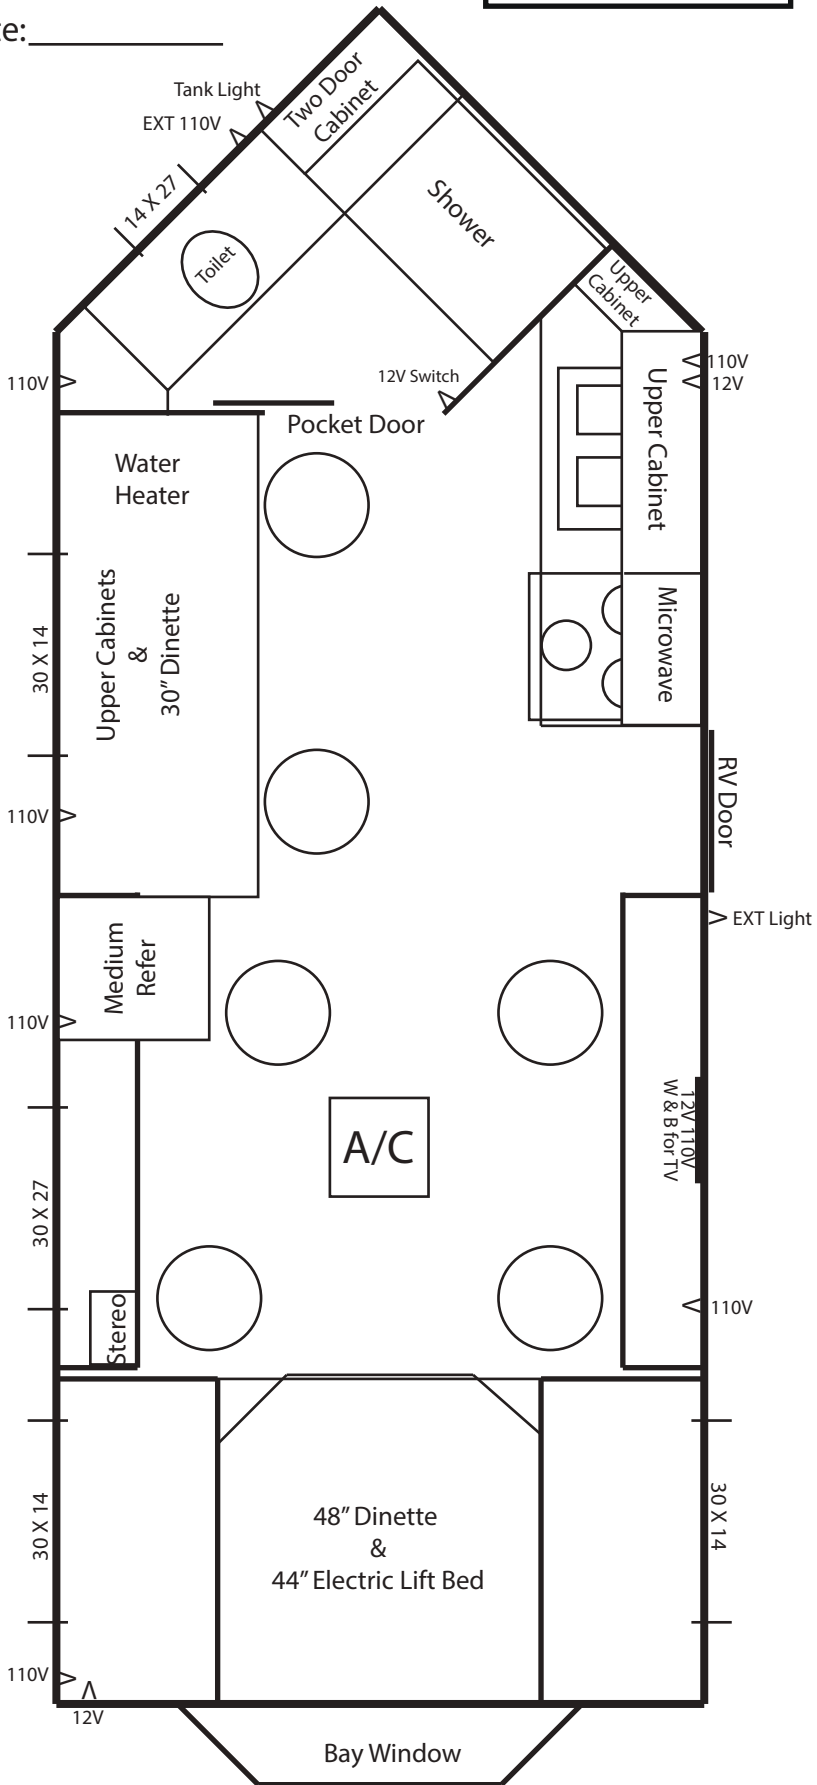 Tank Light
EXT 110V
14 X 27
Two Door
Cabinet
Toilet
Shower
Upper
Cabinet
110V
12V
110V
12V Switch
Pocket Door
Upper Cabinet
Water
Heater
Upper Cabinets
&
30” Dinette
30 X 14
Microwave
110V
RV Door
Medium
Refer
EXT Light
110V
12V 110V
W & B for TV
A/C
30 X 27
Stereo
110V
30 X 14
48” Dinette
&
44” Electric Lift Bed
30 X 14
110V
12V
Bay Window